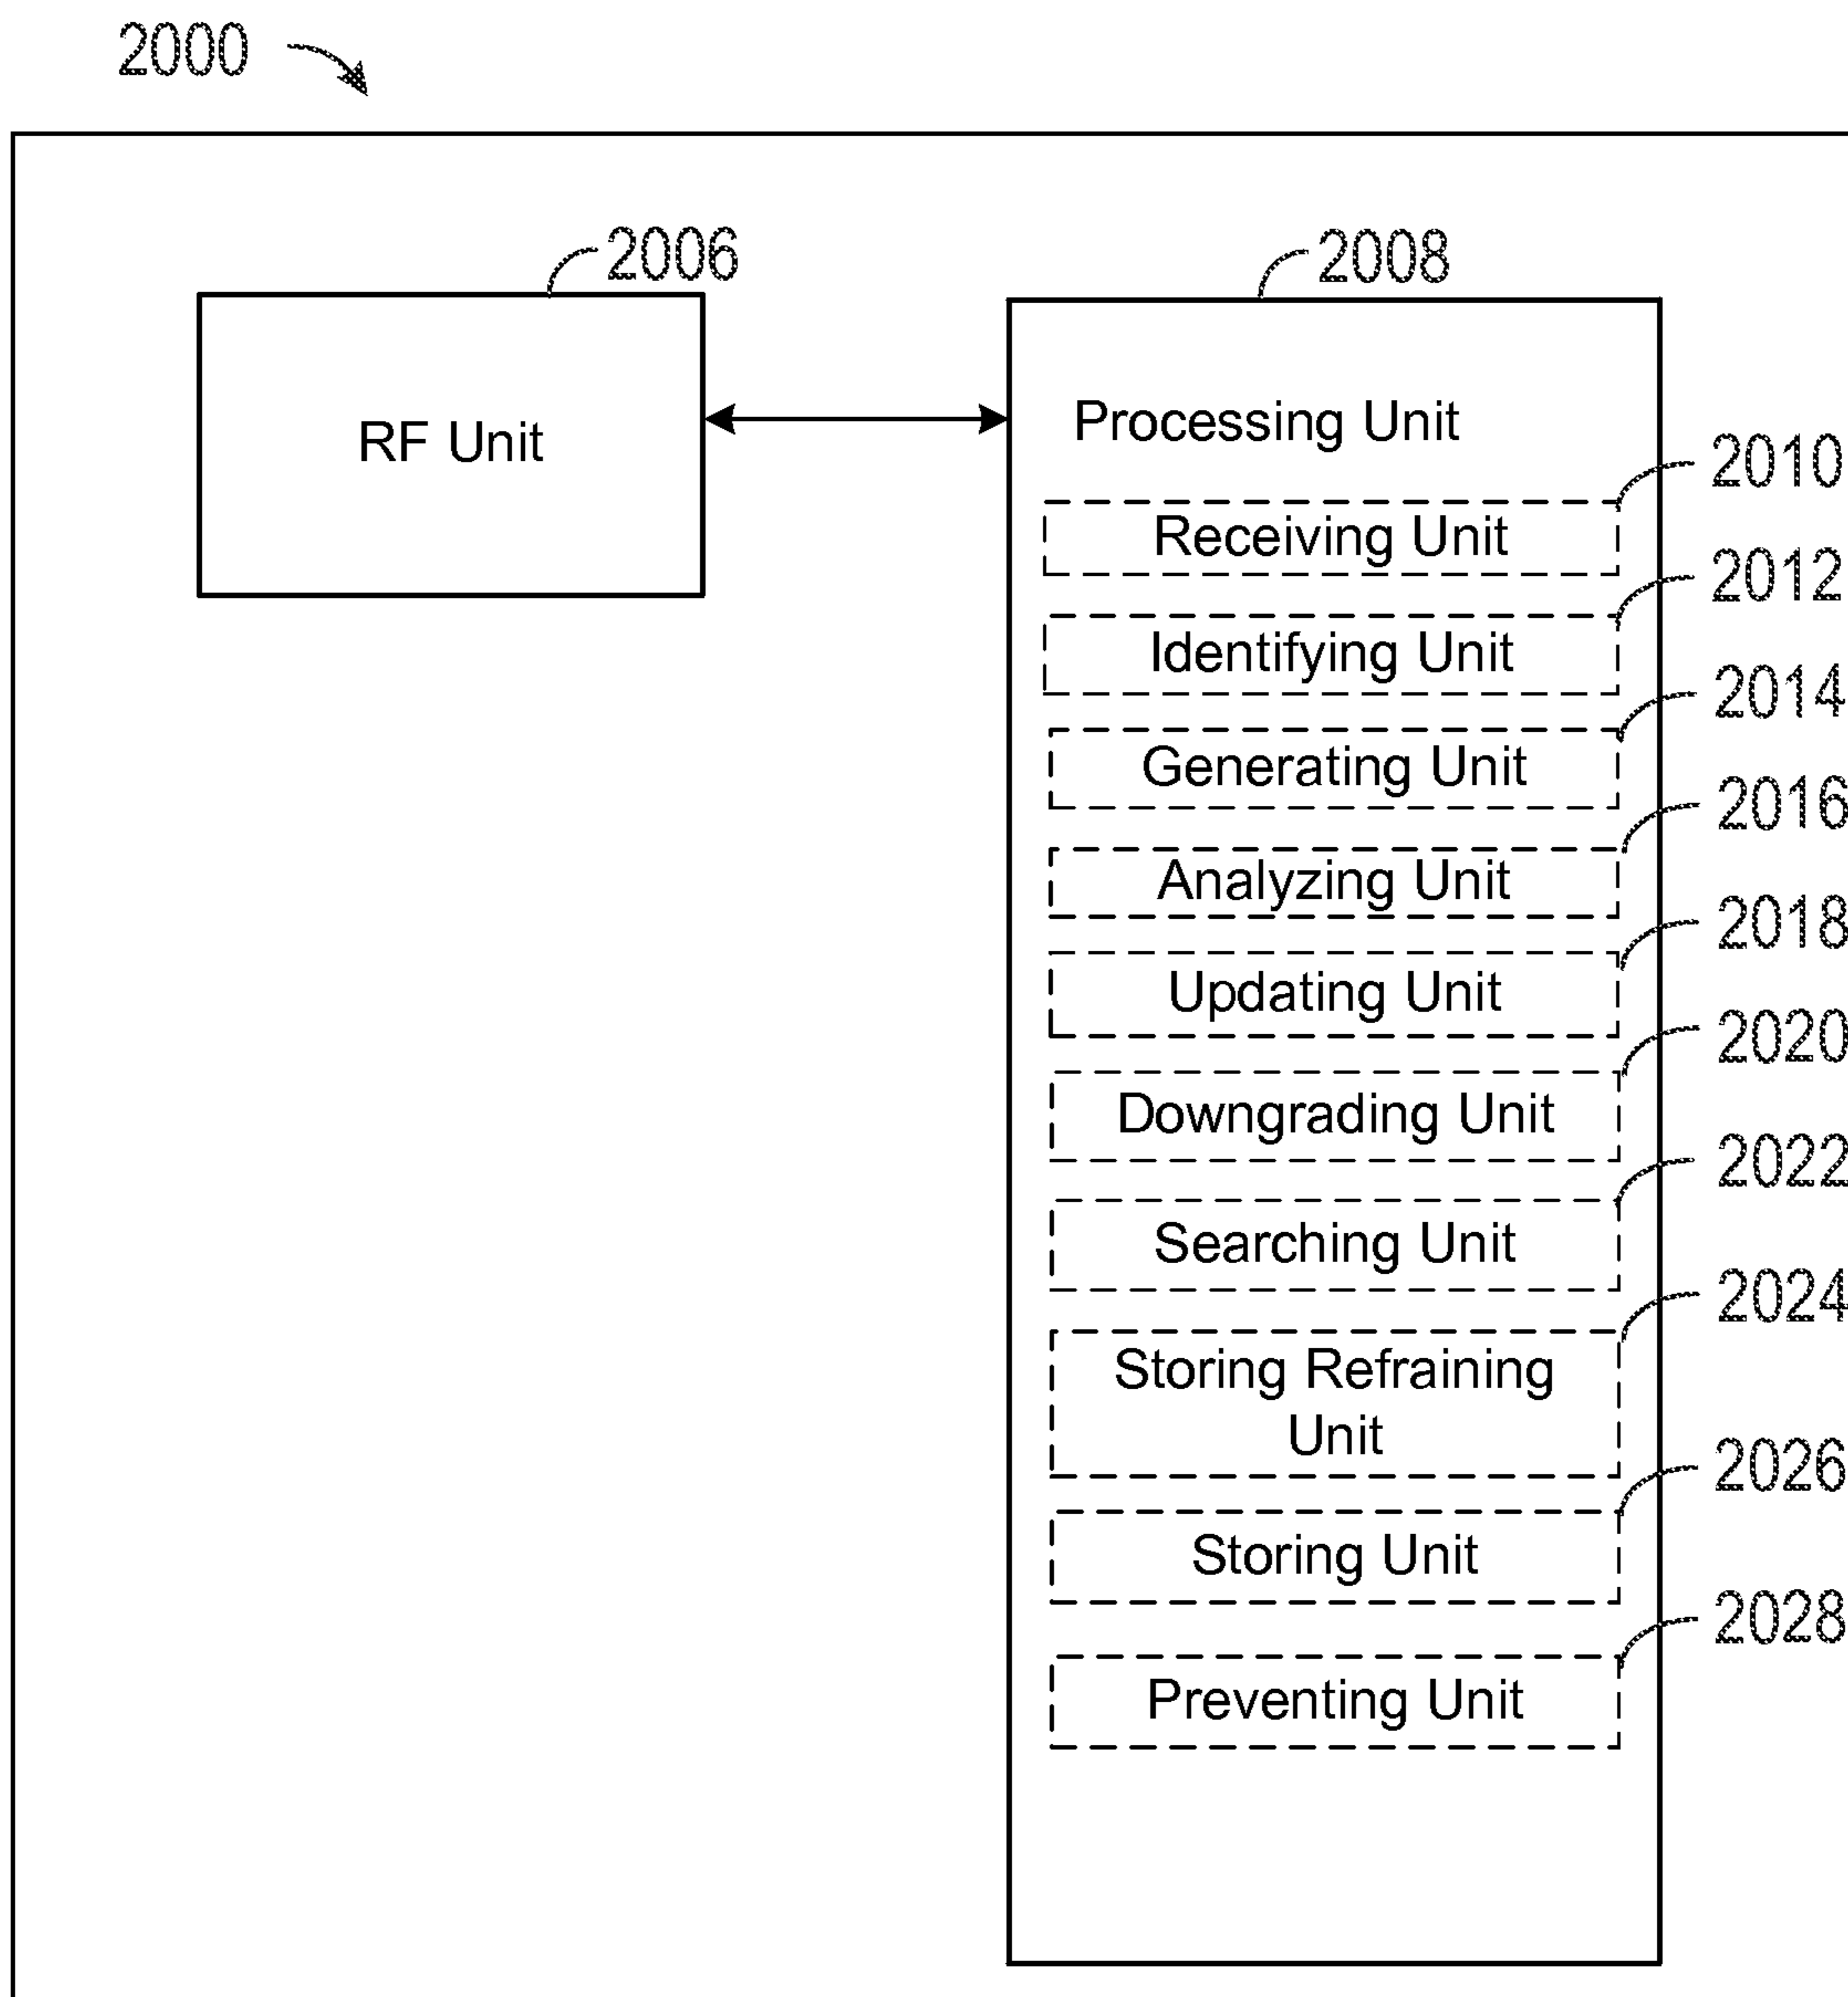 2000
2006
2008
RF Unit
Processing Unit
2010
Receiving Unit
2012
Identifying Unit
2014
Generating Unit
2016
Analyzing Unit
2018
Updating Unit
2020
Downgrading Unit
2022
Searching Unit
2024
Storing Refraining
Unit
2026
Storing Unit
2028
Preventing Unit